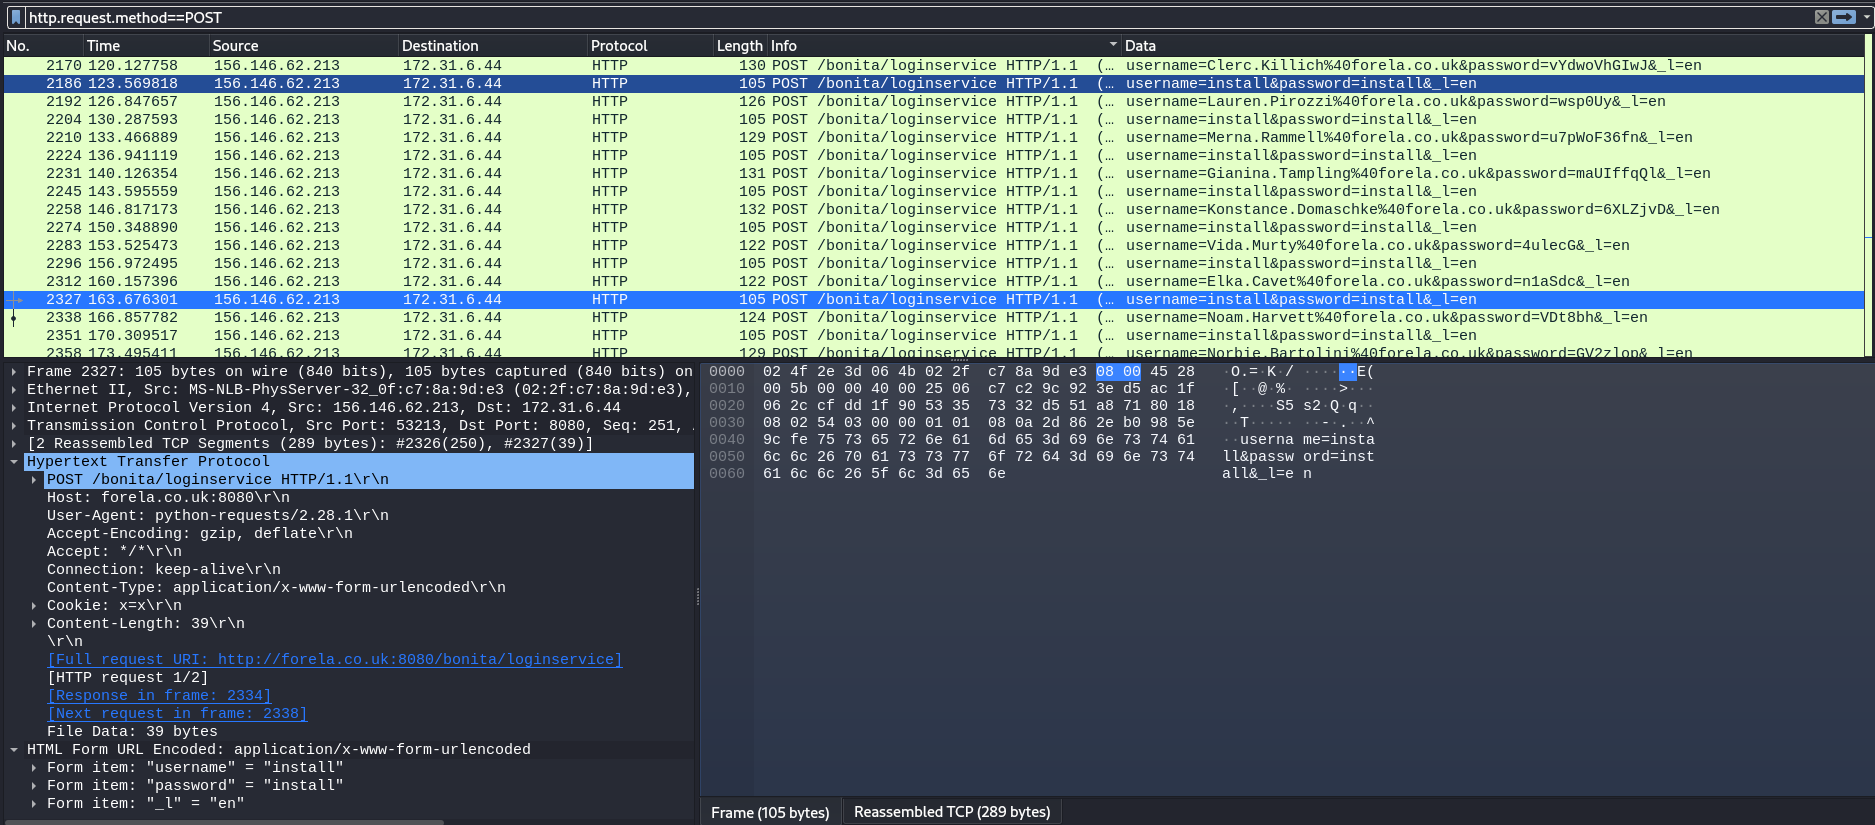 http.request.method==POST
No. Time Source Destination Protocol Length Info Data
2170 120.127758 156.146.62.213 172.31.6.44 HTTP 130 POST /bonita/loginservice HTTP/1.1 (… username=Clerc.Killich%40forela.co.uk&password=vYdwoVhGIwJ&_l=en
2186 123.569818 156.146.62.213 172.31.6.44 HTTP 105 POST /bonita/loginservice HTTP/1.1 (… username=install&password=install&_l=en
2192 126.847657 156.146.62.213 172.31.6.44 HTTP 126 POST /bonita/loginservice HTTP/1.1 (… username=Lauren.Pirozzi%40forela.co.uk&password=wsp0Uy&_l=en
2204 130.287593 156.146.62.213 172.31.6.44 HTTP 105 POST /bonita/loginservice HTTP/1.1 (… username=install&password=install&_l=en
2210 133.466889 156.146.62.213 172.31.6.44 HTTP 129 POST /bonita/loginservice HTTP/1.1 (… username=Merna.Rammell%40forela.co.uk&password=u7pWoF36fn&_l=en
2224 136.941119 156.146.62.213 172.31.6.44 HTTP 105 POST /bonita/loginservice HTTP/1.1 (… username=install&password=install&_l=en
2231 140.126354 156.146.62.213 172.31.6.44 HTTP 131 POST /bonita/loginservice HTTP/1.1 (… username=Gianina.Tampling%40forela.co.uk&password=maUIffqQl&_l=en
2245 143.595559 156.146.62.213 172.31.6.44 HTTP 105 POST /bonita/loginservice HTTP/1.1 (… username=install&password=install&_l=en
2258 146.817173 156.146.62.213 172.31.6.44 HTTP 132 POST /bonita/loginservice HTTP/1.1 (… username=Konstance.Domaschke%40forela.co.uk&password=6XLZjvD&_l=en
2274 150.348890 156.146.62.213 172.31.6.44 HTTP 105 POST /bonita/loginservice HTTP/1.1 (… username=install&password=install&_l=en
2283 153.525473 156.146.62.213 172.31.6.44 HTTP 122 POST /bonita/loginservice HTTP/1.1 (… username=Vida.Murty%40forela.co.uk&password=4ulecG&_l=en
2296 156.972495 156.146.62.213 172.31.6.44 HTTP 105 POST /bonita/loginservice HTTP/1.1 (… username=install&password=install&_l=en
2312 160.157396 156.146.62.213 172.31.6.44 HTTP 122 POST /bonita/loginservice HTTP/1.1 (… username=Elka.Cavet%40forela.co.uk&password=n1aSdc&_l=en
2327 163.676301 156.146.62.213 172.31.6.44 HTTP 105 POST /bonita/loginservice HTTP/1.1 (… username=install&password=install&_l=en
2338 166.857782 156.146.62.213 172.31.6.44 HTTP 124 POST /bonita/loginservice HTTP/1.1 (… username=Noam.Harvett%40forela.co.uk&password=VDt8bh&_l=en
2351 170.309517 156.146.62.213 172.31.6.44 HTTP 105 POST /bonita/loginservice HTTP/1.1 (… username=install&password=install&_l=en
2358 173.495411 156.146.62.213 172.31.6.44 HTTP 129 POST /bonita/loginservice HTTP/1.1 (… username=Norbie.Bartolini%40forela.co.uk&password=GV2zlop&_l=en
Frame 2327: 105 bytes on wire (840 bits), 105 bytes captured (840 bits) on
Ethernet II, Src: MS-NLB-PhysServer-32_0f:c7:8a:9d:e3 (02:2f:c7:8a:9d:e3),
Internet Protocol Version 4, Src: 156.146.62.213, Dst: 172.31.6.44
Transmission Control Protocol, Src Port: 53213, Dst Port: 8080, Seq: 251,
[2 Reassembled TCP Segments (289 bytes): #2326(250), #2327(39)]
Hypertext Transfer Protocol
POST /bonita/loginservice HTTP/1.1\r\n
Host: forela.co.uk:8080\r\n
User-Agent: python-requests/2.28.1\r\n
Accept-Encoding: gzip, deflate\r\n
Accept: */*\r\n
Connection: keep-alive\r\n
Content-Type: application/x-www-form-urlencoded\r\n
Cookie: x=x\r\n
Content-Length: 39\r\n
\r\n
[Full request URI: http://forela.co.uk:8080/bonita/loginservice]
[HTTP request 1/2]
[Response in frame: 2334]
[Next request in frame: 2338]
File Data: 39 bytes
HTML Form URL Encoded: application/x-www-form-urlencoded
Form item: "username" = "install"
Form item: "password" = "install"
Form item: "_l" = "en"
0000 02 4f 2e 3d 06 4b 02 2f c7 8a 9d e3 08 00 45 28 ·O.=·K·/ ······E(
0010 00 5b 00 00 40 00 25 06 c7 c2 9c 92 3e d5 ac 1f ·[··@·%· ····>···
0020 06 2c cf dd 1f 90 53 35 73 32 d5 51 a8 71 80 18 ·,····S5 s2·Q·q··
0030 08 02 54 03 00 00 01 01 08 0a 2d 86 2e b0 98 5e ··T····· ··-·.··^
0040 9c fe 75 73 65 72 6e 61 6d 65 3d 69 6e 73 74 61 ··userna me=insta
0050 6c 6c 26 70 61 73 73 77 6f 72 64 3d 69 6e 73 74 ll&passw ord=inst
0060 61 6c 6c 26 5f 6c 3d 65 6e all&_l=e n
Frame (105 bytes) Reassembled TCP (289 bytes)